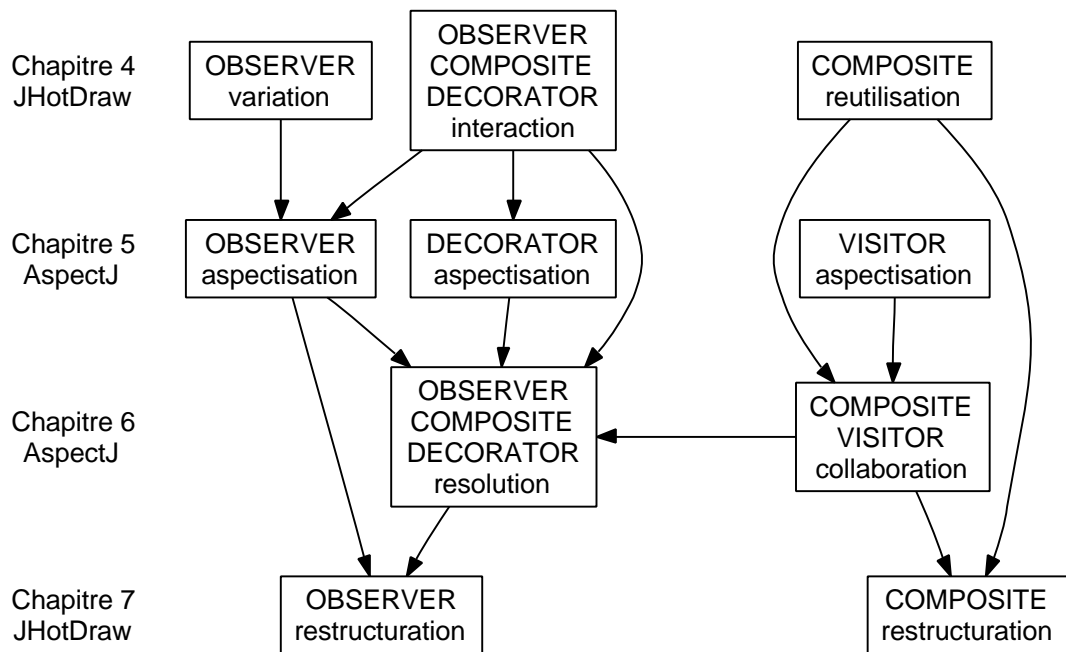 Chapitre 4
JHotDraw
OBSERVER
variation
OBSERVER
COMPOSITE
DECORATOR
interaction
COMPOSITE
reutilisation
Chapitre 5
AspectJ
OBSERVER
aspectisation
DECORATOR
aspectisation
VISITOR
aspectisation
Chapitre 6
AspectJ
OBSERVER
COMPOSITE
DECORATOR
resolution
COMPOSITE
VISITOR
collaboration
Chapitre 7
JHotDraw
OBSERVER
restructuration
COMPOSITE
restructuration